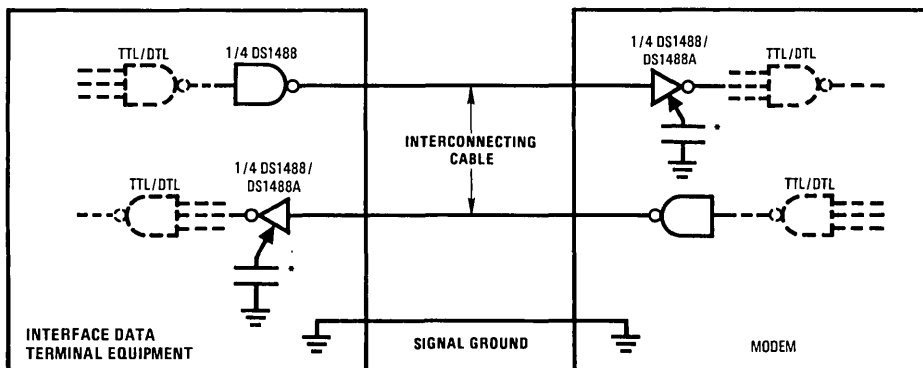 TTL/DTL
1/4 DS1488
1/4 DS1488/
DS1488A
TTL/DTL
*
INTERCONNECTING
CABLE
TTL/DTL
1/4 DS1488/
DS1488A
TTL/DTL
*
INTERFACE DATA
TERMINAL EQUIPMENT
SIGNAL GROUND
MODEM